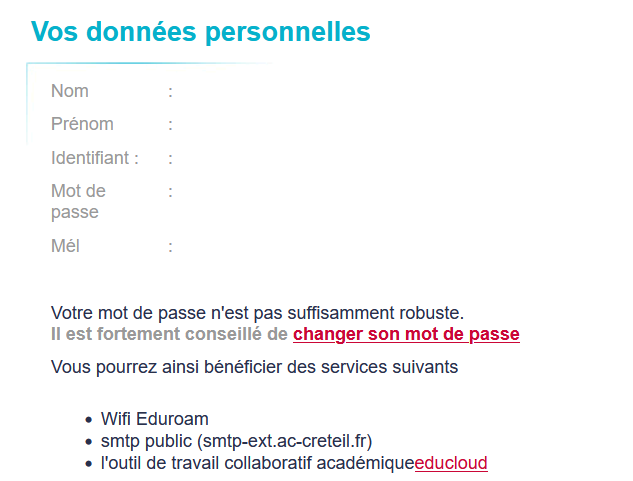 Vos données personnelles
Nom :
Prénom :
Identifiant : :
Mot de passe :
Mél :
Votre mot de passe n'est pas suffisamment robuste.
Il est fortement conseillé de changer son mot de passe
Vous pourrez ainsi bénéficier des services suivants
• Wifi Eduroam
• smtp public (smtp-ext.ac-creteil.fr)
• l'outil de travail collaboratif académiqueeducloud